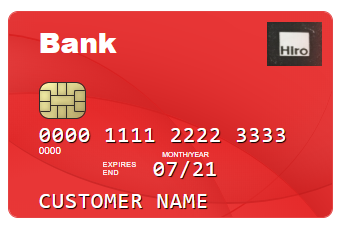 Bank
HIro
0000 1111 2222 3333
0000
MONTH/YEAR
EXPIRES
END
07/21
CUSTOMER NAME